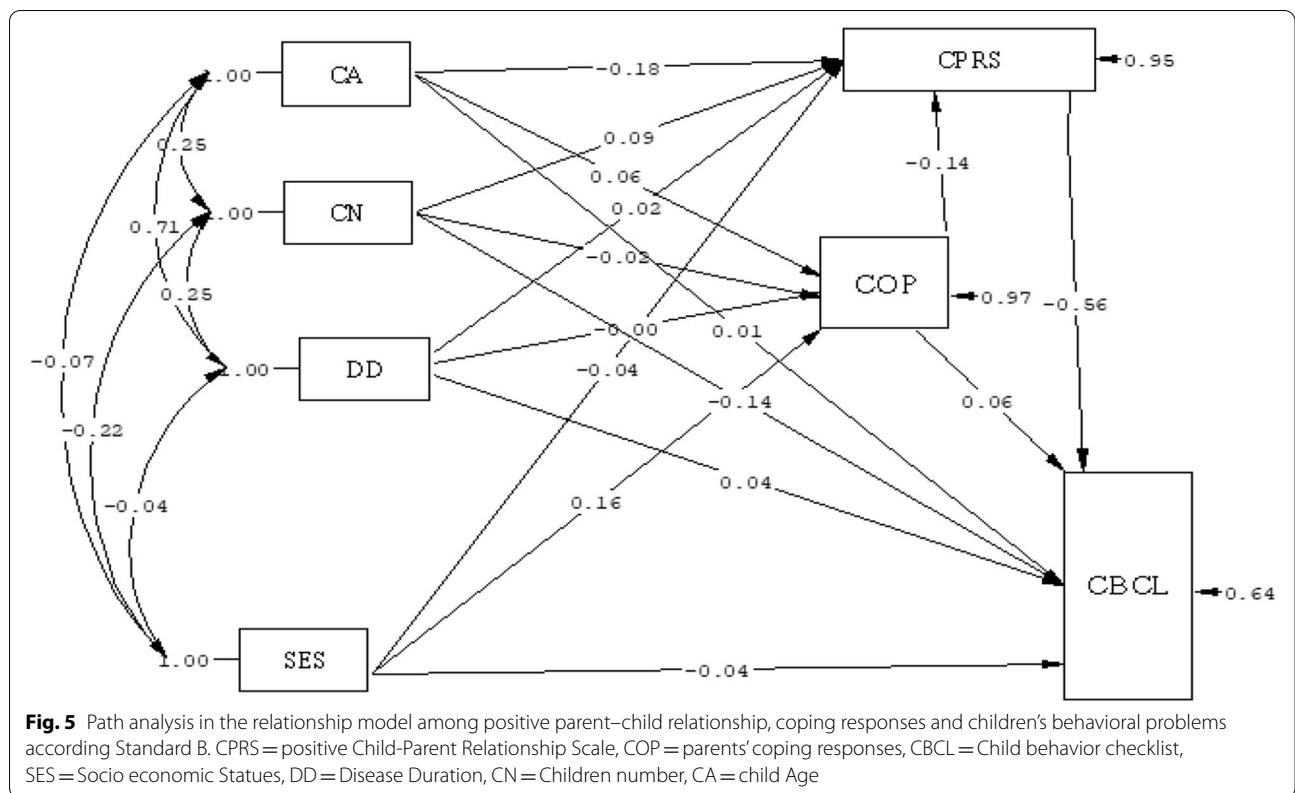 CA
CPRS
1.00
-0.18
0.95
0.25
0.09
0.06
-0.14
CN
1.00
0.71
0.02
-0.02
0.25
COP
0.97
-0.56
-0.00
0.01
-0.07
DD
1.00
-0.04
-0.14
0.06
-0.22
0.04
-0.04
0.16
CBCL
0.64
SES
1.00
-0.04
Fig. 5 Path analysis in the relationship model among positive parent–child relationship, coping responses and children's behavioral problems
according Standard B. CPRS = positive Child-Parent Relationship Scale, COP = parents' coping responses, CBCL = Child behavior checklist,
SES = Socio economic Statues, DD = Disease Duration, CN = Children number, CA = child Age